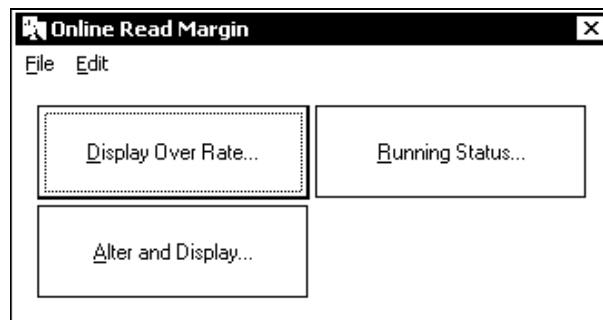 Online Read Margin
File Edit
Display Over Rate... Running Status...
Alter and Display...